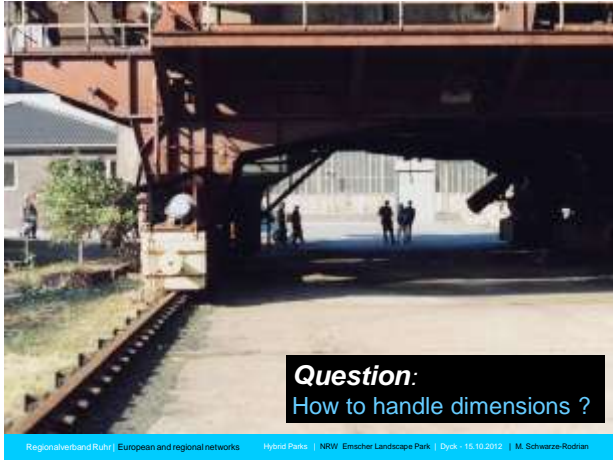 Question:
How to handle dimensions ?
Regionalverband Ruhr | European and regional networks Hybrid Parks | NRW Emscher Landscape Park | Dyck - 15.10.2012 | M. Schwarze-Rodrian